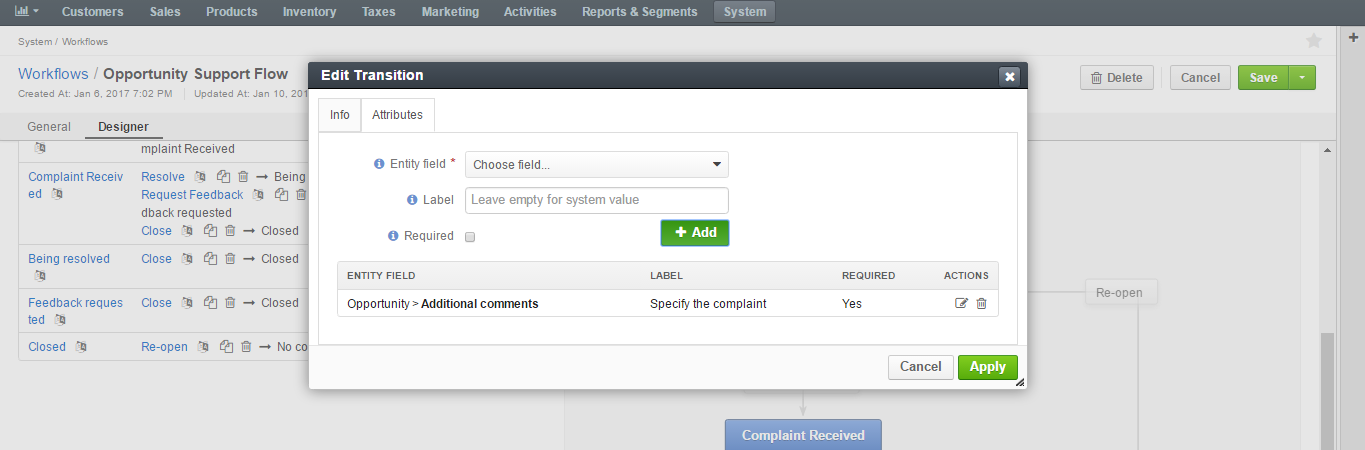 Customers Sales Products Inventory Taxes Marketing Activities Reports & Segments System
System / Workflows
Workflows / Opportunity Support Flow
Delete Cancel Save
Created At: Jan 6, 2017 7:02 PM Updated At: Jan 10, 201
General Designer
mplaint Received
Complaint Receiv
ed
Resolve → Being
Request Feedback
dback requested
Close → Closed
Being resolved Close → Closed
Feedback reques
ted
Close → Closed
Closed Re-open → No co
Edit Transition
Info Attributes
Entity field * Choose field...
Label Leave empty for system value
Required
+ Add
ENTITY FIELD LABEL REQUIRED ACTIONS
Opportunity > Additional comments Specify the complaint Yes
Cancel Apply
Re-open
Complaint Received